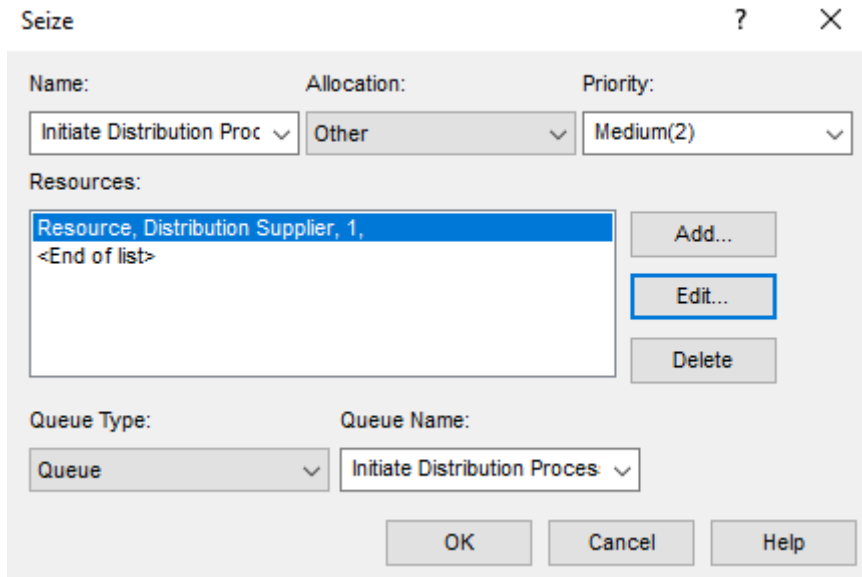 Seize ? ×
Name: Allocation: Priority:
Initiate Distribution Proc Other Medium(2)
Resources:
Resource, Distribution Supplier, 1,
<End of list>
Add...
Edit...
Delete
Queue Type: Queue Name:
Queue Initiate Distribution Proces
OK Cancel Help